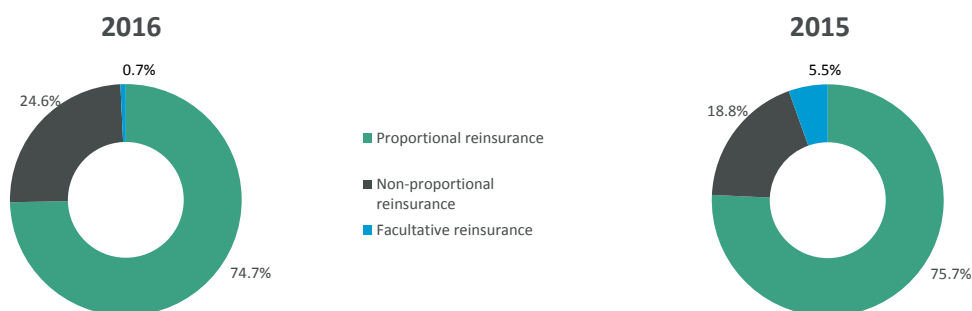 2016
0.7%
24.6%
74.7%
Proportional reinsurance
Non-proportional
reinsurance
Facultative reinsurance
2015
5.5%
18.8%
75.7%